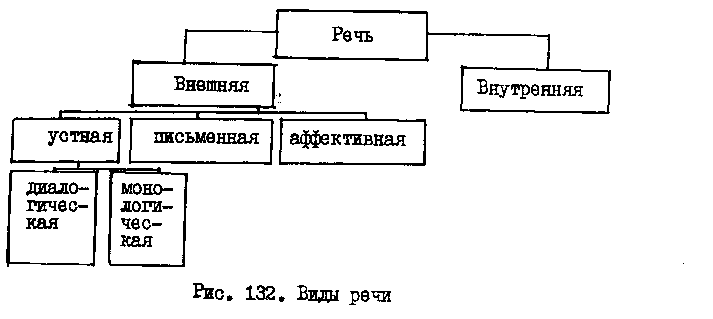 Речь
Внешняя
Внутренняя
устная
письменная
аффективная
диало-
гичес-
кая
моно-
логи-
чес-
кая
Рис. 132. Виды речи